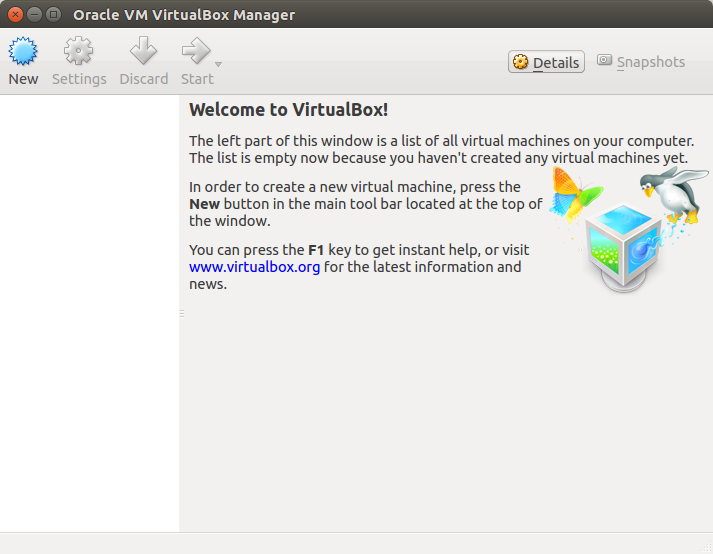 Oracle VM VirtualBox Manager
New Settings Discard Start Details Snapshots
Welcome to VirtualBox!
The left part of this window is a list of all virtual machines on your computer.
The list is empty now because you haven't created any virtual machines yet.
In order to create a new virtual machine, press the
New button in the main tool bar located at the top of
the window.
You can press the F1 key to get instant help, or visit
www.virtualbox.org for the latest information and
news.